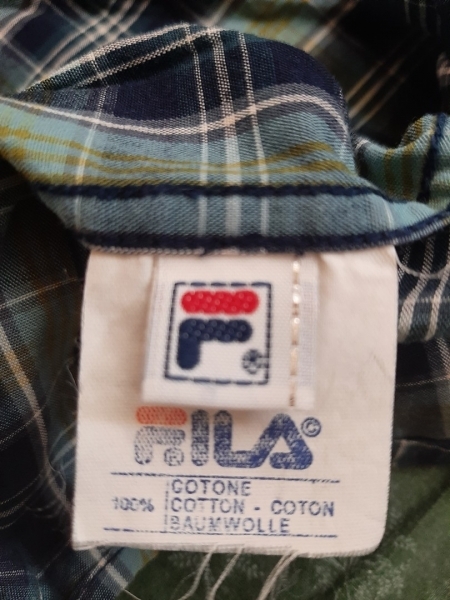 F
FILA©
COTONE
100% COTTON - COTON
BAUMWOLLE